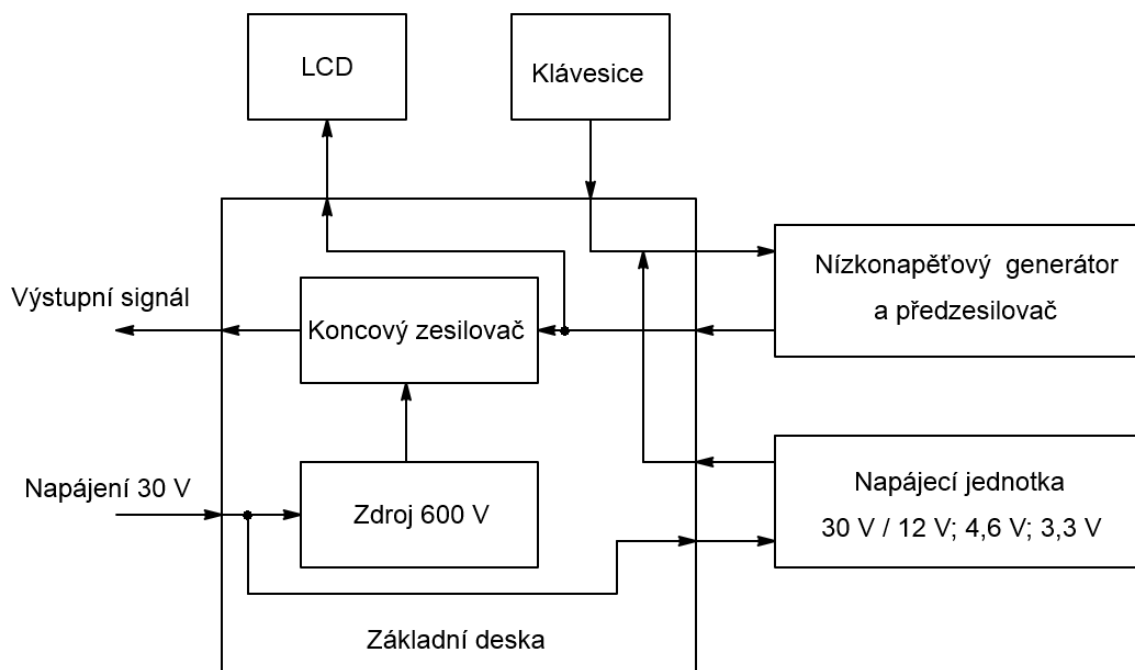 LCD
Klávesice
Nízkonapěťový generátor
a předzesilovač
Výstupní signál
Koncový zesilovač
Napájení 30 V
Zdroj 600 V
Napájecí jednotka
30 V / 12 V; 4,6 V; 3,3 V
Základní deska